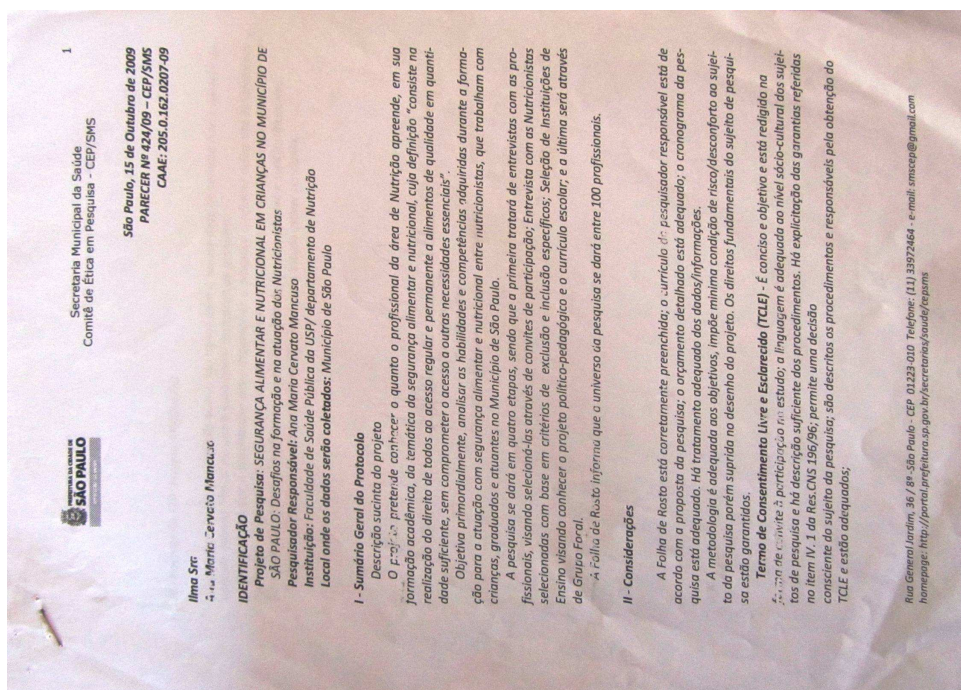 PREFEITURA DA CIDADE DE
SÃO PAULO
Secretaria Municipal da Saúde
Comitê de Ética em Pesquisa - CEP/SMS
1
São Paulo, 15 de Outubro de 2009
PARECER Nº 424/09 – CEP/SMS
CAAE: 205.0.162.0207-09
Ilma Sra:
Ana Maria Cervato Mancuso
IDENTIFICAÇÃO
Projeto de Pesquisa: SEGURANÇA ALIMENTAR E NUTRICIONAL EM CRIANÇAS NO MUNICÍPIO DE
SÃO PAULO: Desafios na formação e na atuação dos Nutricionistas
Pesquisador Responsável: Ana Maria Cervato Mancuso
Instituição: Faculdade de Saúde Pública da USP/ departamento de Nutrição
Local onde os dados serão coletados: Município de São Paulo
I - Sumário Geral do Protocolo
Descrição sucinta do projeto
O pretende conhecer o quanto o profissional da área de Nutrição apreende, em sua
formação acadêmica, da temática da segurança alimentar e nutricional, cuja definição "consiste na
realização do direito de todos ao acesso regular e permanente a alimentos de qualidade em quanti-
dade suficiente, sem comprometer o acesso a outras necessidades essenciais".
Objetiva primordialmente, analisar as habilidades e competências adquiridas durante a forma-
ção para a atuação com segurança alimentar e nutricional entre nutricionistas, que trabalham com
crianças, graduados e atuantes no Município de São Paulo.
A pesquisa se dará em quatro etapas, sendo que a primeira tratará de entrevistas com as pro-
fissionais, visando selecioná-las através de convites de participação; Entrevista com as Nutricionistas
selecionadas com base em critérios de exclusão e inclusão específicos; Seleção de Instituições de
Ensino visando conhecer o projeto político-pedagógico e o currículo escolar; e a última será através
de Grupo Focal.
A Folha de Rosto informa que o universo da pesquisa se dará entre 100 profissionais.
II - Considerações
A Folha de Rosto está corretamente preenchida; o currículo do pesquisador responsável está de
acordo com a proposta da pesquisa; o orçamento detalhado está adequado; o cronograma da pes-
quisa está adequado. Há tratamento adequado dos dados/informações.
A metodologia é adequada aos objetivos, impõe mínima condição de risco/desconforto ao sujei-
to da pesquisa porém suprida no desenho do projeto. Os direitos fundamentais do sujeito de pesqui-
sa estão garantidos.
Termo de Consentimento Livre e Esclarecido (TCLE) - É conciso e objetivo e está redigido na
forma de convite à participação no estudo; a linguagem é adequada ao nível sócio-cultural dos sujei-
tos de pesquisa e há descrição suficiente dos procedimentos. Há explicitação das garantias referidas
no item IV. 1 da Res.CNS 196/96; permite uma decisão
consciente do sujeito da pesquisa; são descritos os procedimentos e responsáveis pela obtenção do
TCLE e estão adequados;
Rua General Jardim, 36 / 8º -São Paulo - CEP 01223-010 Telefone: (11) 33972464 - e-mail: smscep@gmail.com
homepage: http://portal.prefeitura.sp.gov.br/secretarias/saude/cepsms